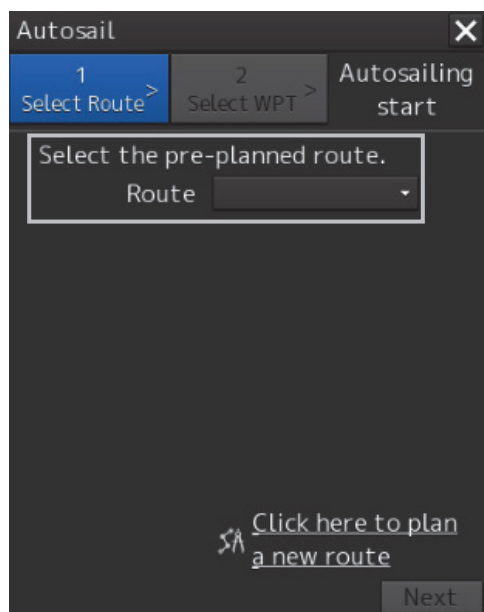 Autosail
1
Select Route >
2
Select WPT >
Autosailing
start
Select the pre-planned route.
Route
Click here to plan
a new route
Next